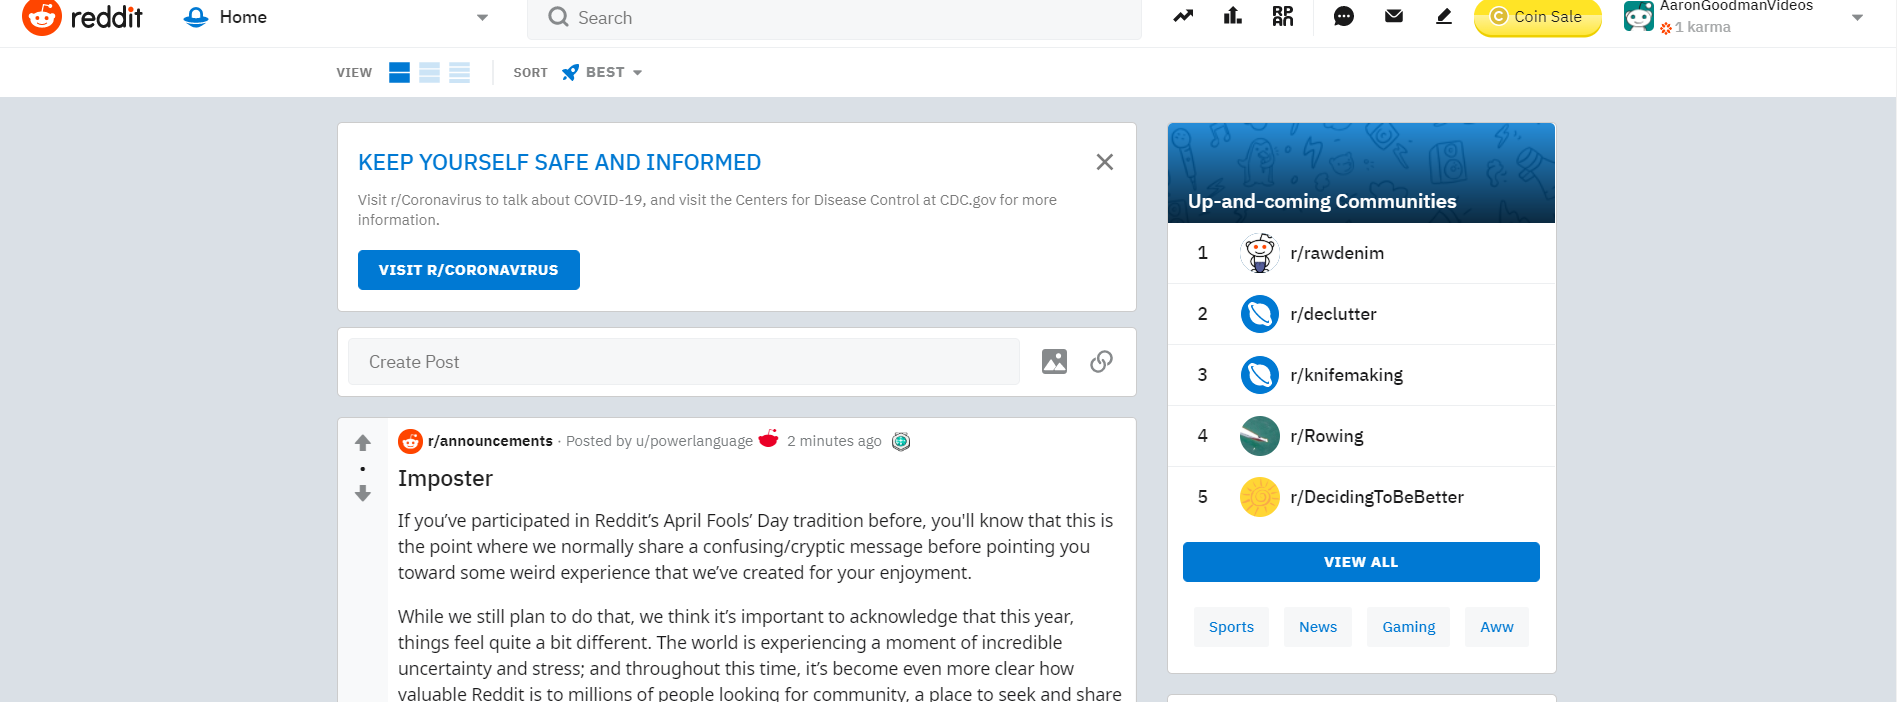 reddit
Home
Search
RPAN
Coin Sale
AaronGoodmanVideos
1 karma
VIEW
SORT
BEST
KEEP YOURSELF SAFE AND INFORMED
Visit r/Coronavirus to talk about COVID-19, and visit the Centers for Disease Control at CDC.gov for more
information.
VISIT R/CORONAVIRUS
Create Post
r/announcements · Posted by u/powerlanguage 2 minutes ago
Imposter
If you’ve participated in Reddit’s April Fools’ Day tradition before, you'll know that this is
the point where we normally share a confusing/cryptic message before pointing you
toward some weird experience that we’ve created for your enjoyment.
While we still plan to do that, we think it’s important to acknowledge that this year,
things feel quite a bit different. The world is experiencing a moment of incredible
uncertainty and stress; and throughout this time, it’s become even more clear how
valuable Reddit is to millions of people looking for community, a place to seek and share
Up-and-coming Communities
1 r/rawdenim
2 r/declutter
3 r/knifemaking
4 r/Rowing
5 r/DecidingToBeBetter
VIEW ALL
Sports News Gaming Aww